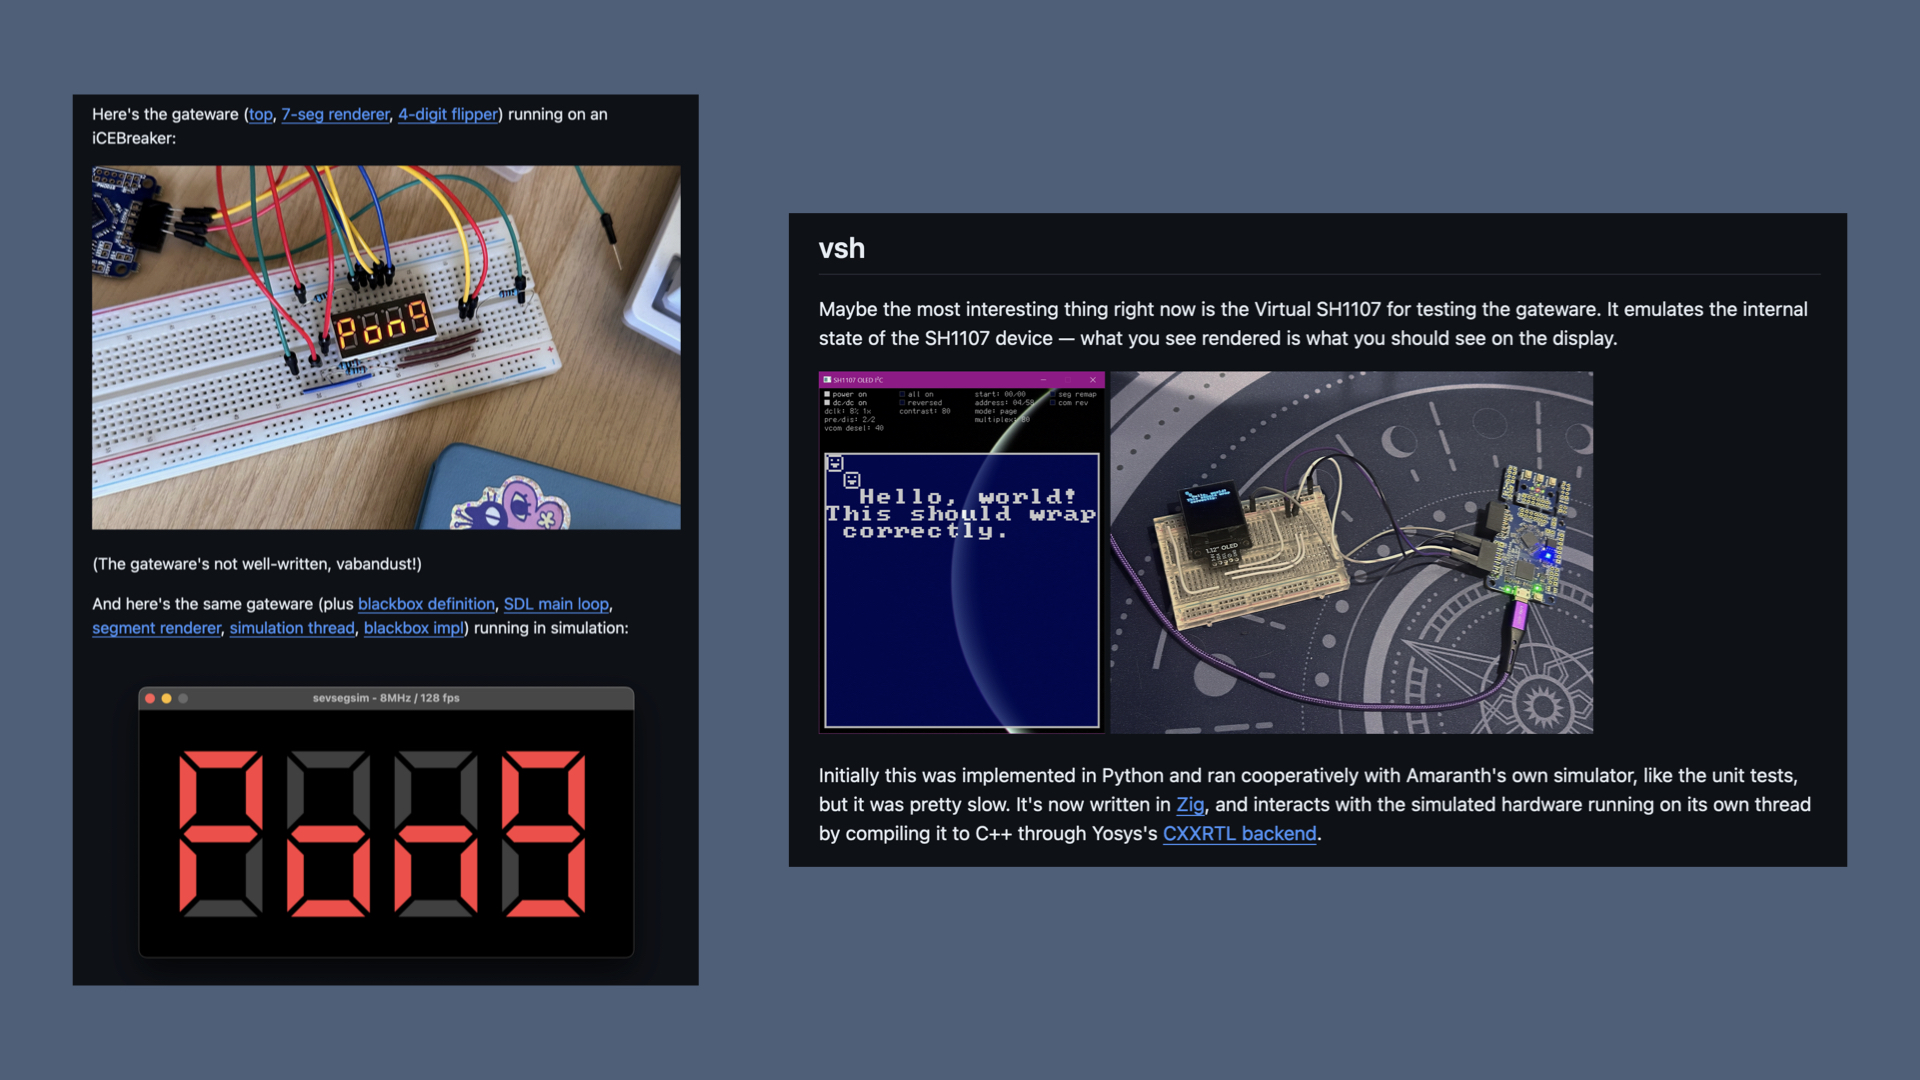 Here's the gateware (top, 7-seg renderer, 4-digit flipper) running on an
iCEBreaker:
Pong
(The gateware's not well-written, vabandust!)
And here's the same gateware (plus blackbox definition, SDL main loop,
segment renderer, simulation thread, blackbox impl) running in simulation:
sevsegsim - 8MHz / 128 fps
Pong
vsh
Maybe the most interesting thing right now is the Virtual SH1107 for testing the gateware. It emulates the internal
state of the SH1107 device — what you see rendered is what you should see on the display.
SH1107 OLED I²C
power on all on start: 00/00 seg remap
dc/dc on reversed address: 04/58 com rev
dclk: 8% 1x contrast: 80 mode: page
pre/dis: 2/2 multiplex: 80
vcom desel: 40
Hello, world!
This should wrap
correctly.
1.12" OLED
Initially this was implemented in Python and ran cooperatively with Amaranth's own simulator, like the unit tests,
but it was pretty slow. It's now written in Zig, and interacts with the simulated hardware running on its own thread
by compiling it to C++ through Yosys's CXXRTL backend.